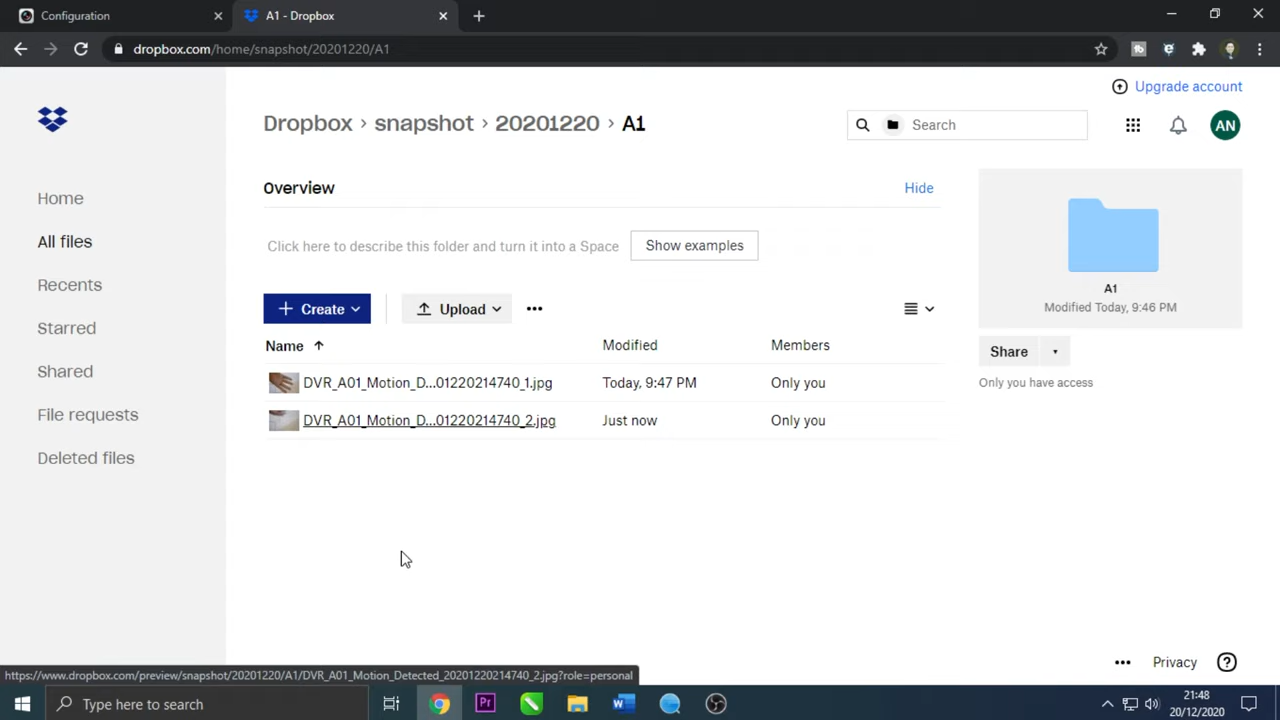 Configuration
A1 - Dropbox
dropbox.com/home/snapshot/20201220/A1
Upgrade account
Dropbox › snapshot › 20201220 › A1
Search
AN
Home
All files
Recents
Starred
Shared
File requests
Deleted files
Overview
Hide
Click here to describe this folder and turn it into a Space
Show examples
Create
Upload
Name
Modified
Members
DVR_A01_Motion_D...01220214740_1.jpg
Today, 9:47 PM
Only you
DVR_A01_Motion_D...01220214740_2.jpg
Just now
Only you
A1
Modified Today, 9:46 PM
Share
Only you have access
Privacy
https://www.dropbox.com/preview/snapshot/20201220/A1/DVR_A01_Motion_Detected_20201220214740_2.jpg?role=personal
Type here to search
Pr
21:48
20/12/2020